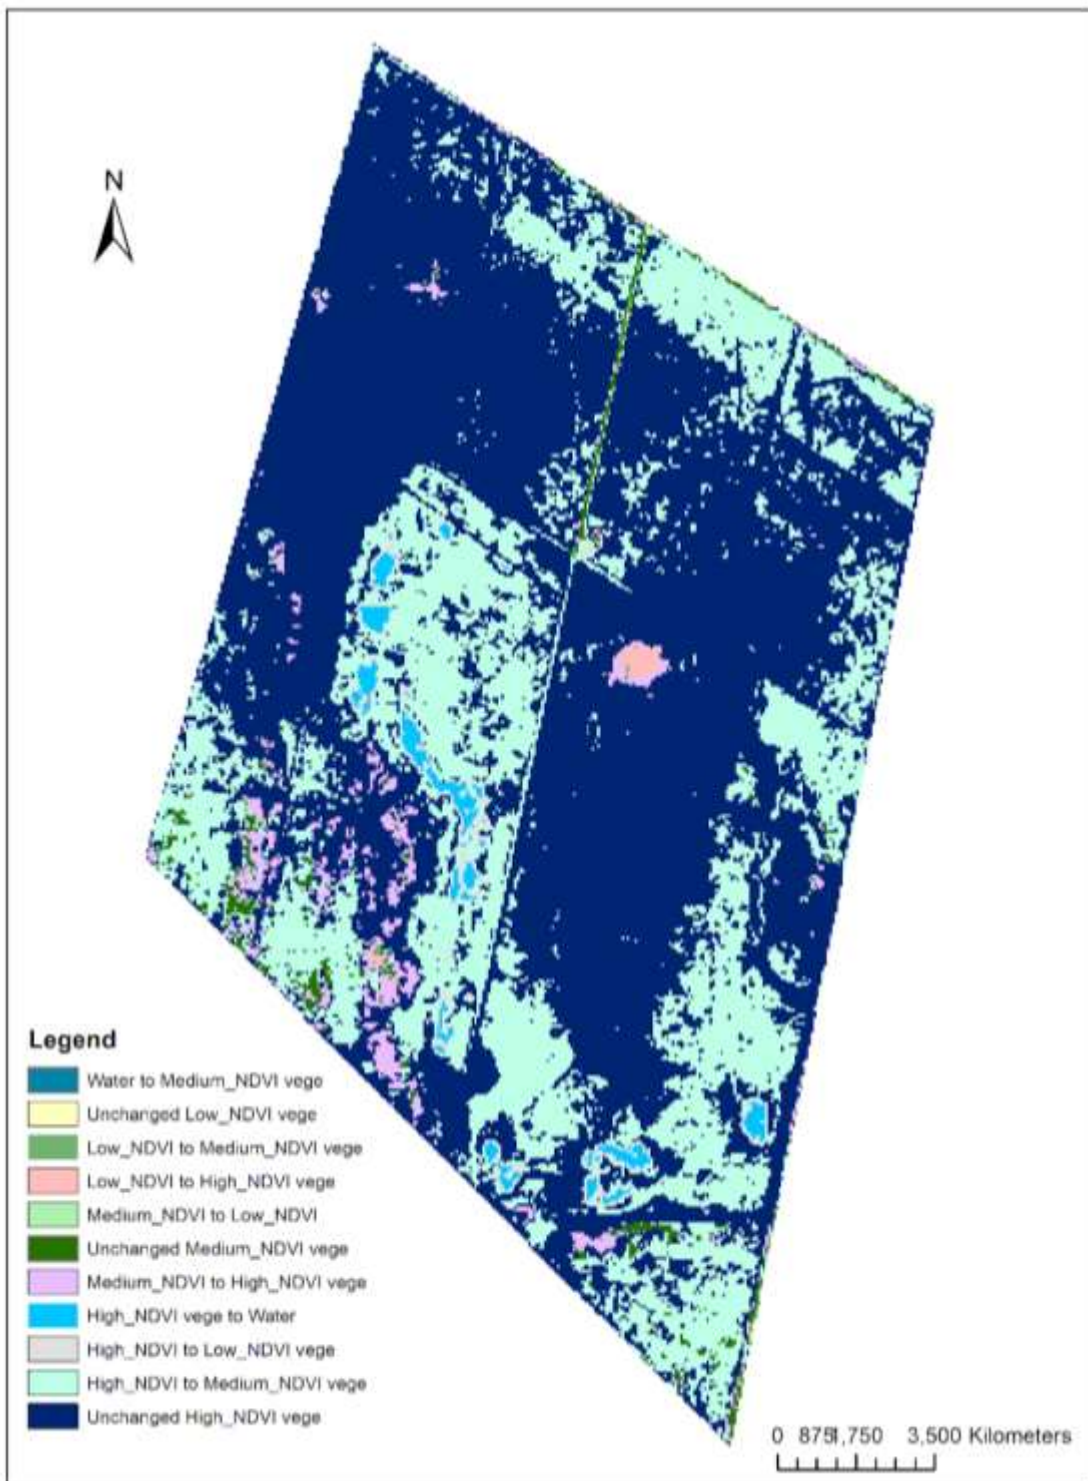 N
Legend
Water to Medium_NDVI vege
Unchanged Low_NDVI vege
Low_NDVI to Medium_NDVI vege
Low_NDVI to High_NDVI vege
Medium_NDVI to Low_NDVI
Unchanged Medium_NDVI vege
Medium_NDVI to High_NDVI vege
High_NDVI vege to Water
High_NDVI to Low_NDVI vege
High_NDVI to Medium_NDVI vege
Unchanged High_NDVI vege
0 875 1,750 3,500 Kilometers